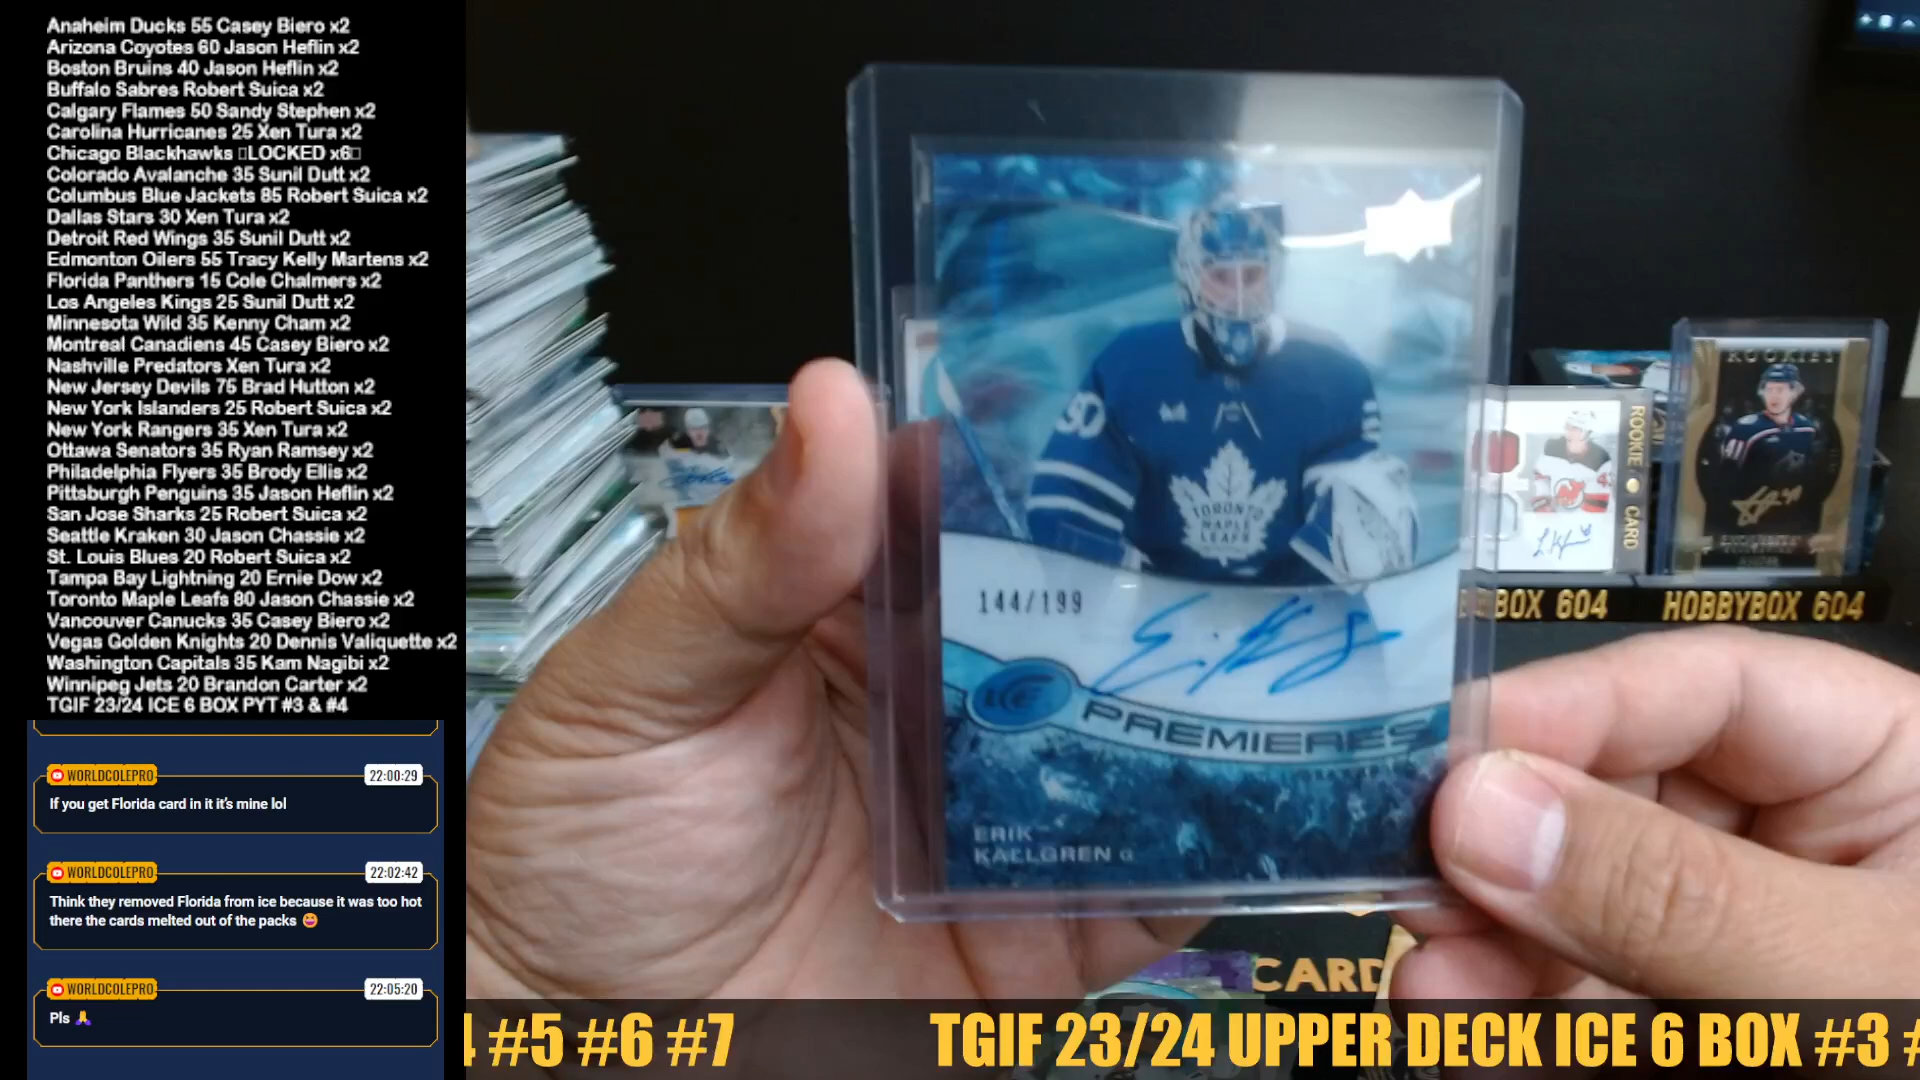 Anaheim Ducks 55 Casey Biero x2
Arizona Coyotes 60 Jason Heflin x2
Boston Bruins 40 Jason Heflin x2
Buffalo Sabres Robert Suica x2
Calgary Flames 50 Sandy Stephen x2
Carolina Hurricanes 25 Xen Tura x2
Chicago Blackhawks LOCKED x6
Colorado Avalanche 35 Sunil Dutt x2
Columbus Blue Jackets 85 Robert Suica x2
Dallas Stars 30 Xen Tura x2
Detroit Red Wings 35 Sunil Dutt x2
Edmonton Oilers 55 Tracy Kelly Martens x2
Florida Panthers 15 Cole Chalmers x2
Los Angeles Kings 25 Sunil Dutt x2
Minnesota Wild 35 Kenny Cham x2
Montreal Canadiens 45 Casey Biero x2
Nashville Predators Xen Tura x2
New Jersey Devils 75 Brad Hutton x2
New York Islanders 25 Robert Suica x2
New York Rangers 35 Xen Tura x2
Ottawa Senators 35 Ryan Ramsey x2
Philadelphia Flyers 35 Brody Ellis x2
Pittsburgh Penguins 35 Jason Heflin x2
San Jose Sharks 25 Robert Suica x2
Seattle Kraken 30 Jason Chassie x2
St. Louis Blues 20 Robert Suica x2
Tampa Bay Lightning 20 Ernie Dow x2
Toronto Maple Leafs 80 Jason Chassie x2
Vancouver Canucks 35 Casey Biero x2
Vegas Golden Knights 20 Dennis Valiquette x2
Washington Capitals 35 Kam Nagibi x2
Winnipeg Jets 20 Brandon Carter x2
TGIF 23/24 ICE 6 BOX PYT #3 & #4
WORLDCOLEPRO 22:00:29
If you get Florida card in it it's mine lol
WORLDCOLEPRO 22:02:42
Think they removed Florida from ice because it was too hot
there the cards melted out of the packs 😝
WORLDCOLEPRO 22:05:20
Pls 🙏
30
TORONTO
MAPLE
LEAFS
144/199
ICE
PREMIERES
ERIK
KALLGREN G
ROOKIE CARD
41
BOX 604
HOBBYBOX 604
CARD
#5 #6 #7
TGIF 23/24 UPPER DECK ICE 6 BOX #3